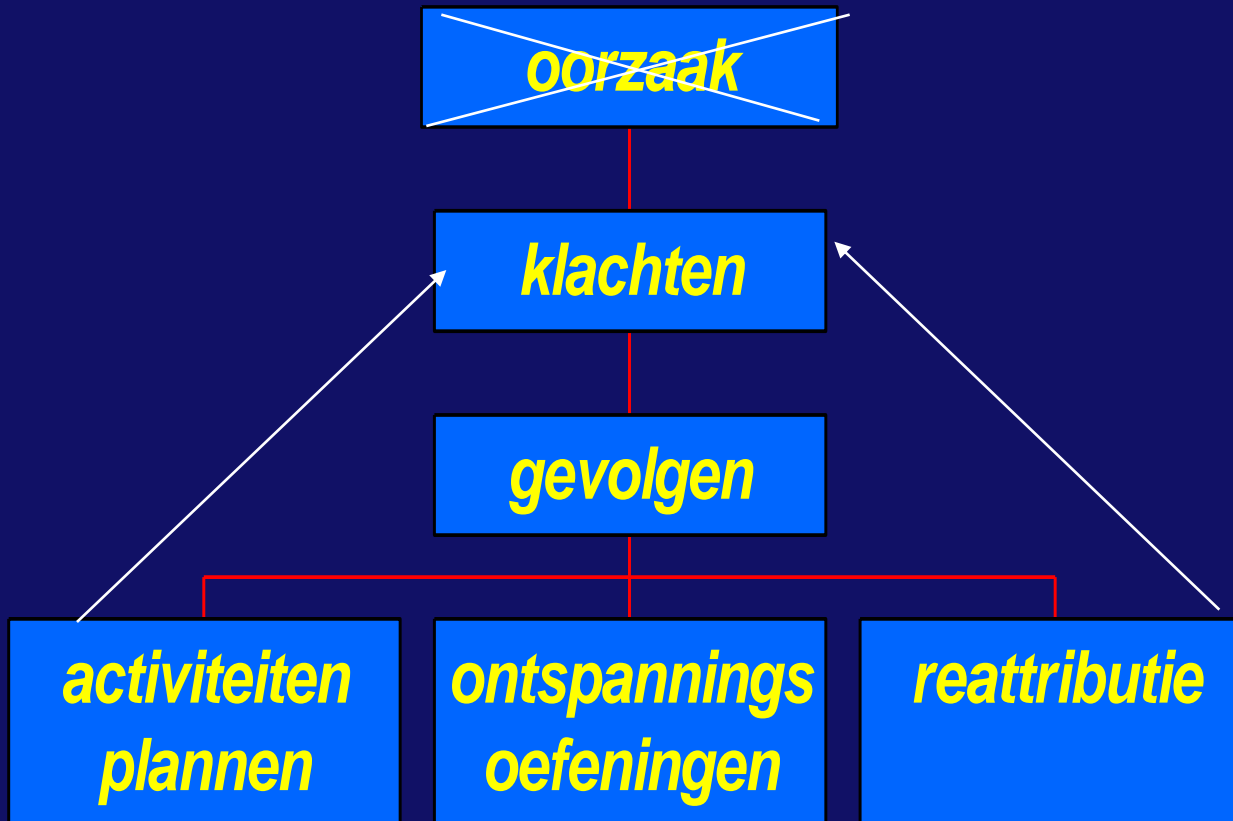 oorzaak
klachten
gevolgen
activiteiten
plannen
ontspannings
oefeningen
reattributie